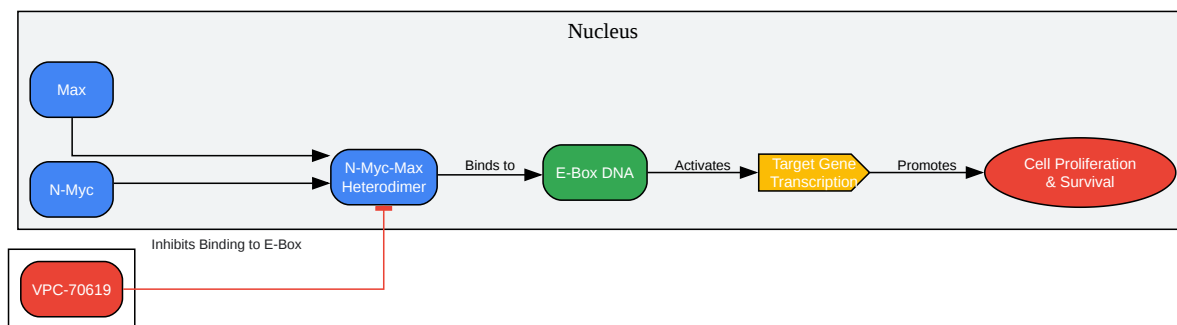 Nucleus
Max
N-Myc
N-Myc-Max
Heterodimer
Binds to
E-Box DNA
Activates
Target Gene
Transcription
Promotes
Cell Proliferation
& Survival
Inhibits Binding to E-Box
VPC-70619